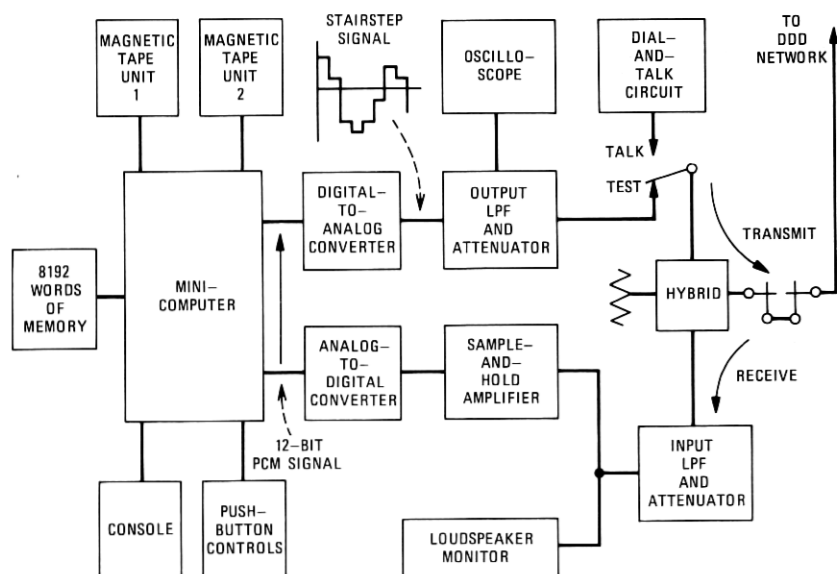 MAGNETIC
TAPE
UNIT
1
MAGNETIC
TAPE
UNIT
2
STAIRSTEP
SIGNAL
OSCILLO-
SCOPE
DIAL-
AND-
TALK
CIRCUIT
TO
DDD
NETWORK
TALK
TEST
DIGITAL-
TO-
ANALOG
CONVERTER
OUTPUT
LPF
AND
ATTENUATOR
TRANSMIT
8192
WORDS
OF
MEMORY
MINI-
COMPUTER
HYBRID
ANALOG-
TO-
DIGITAL
CONVERTER
SAMPLE-
AND-
HOLD
AMPLIFIER
RECEIVE
12-BIT
PCM SIGNAL
INPUT
LPF
AND
ATTENUATOR
CONSOLE
PUSH-
BUTTON
CONTROLS
LOUDSPEAKER
MONITOR